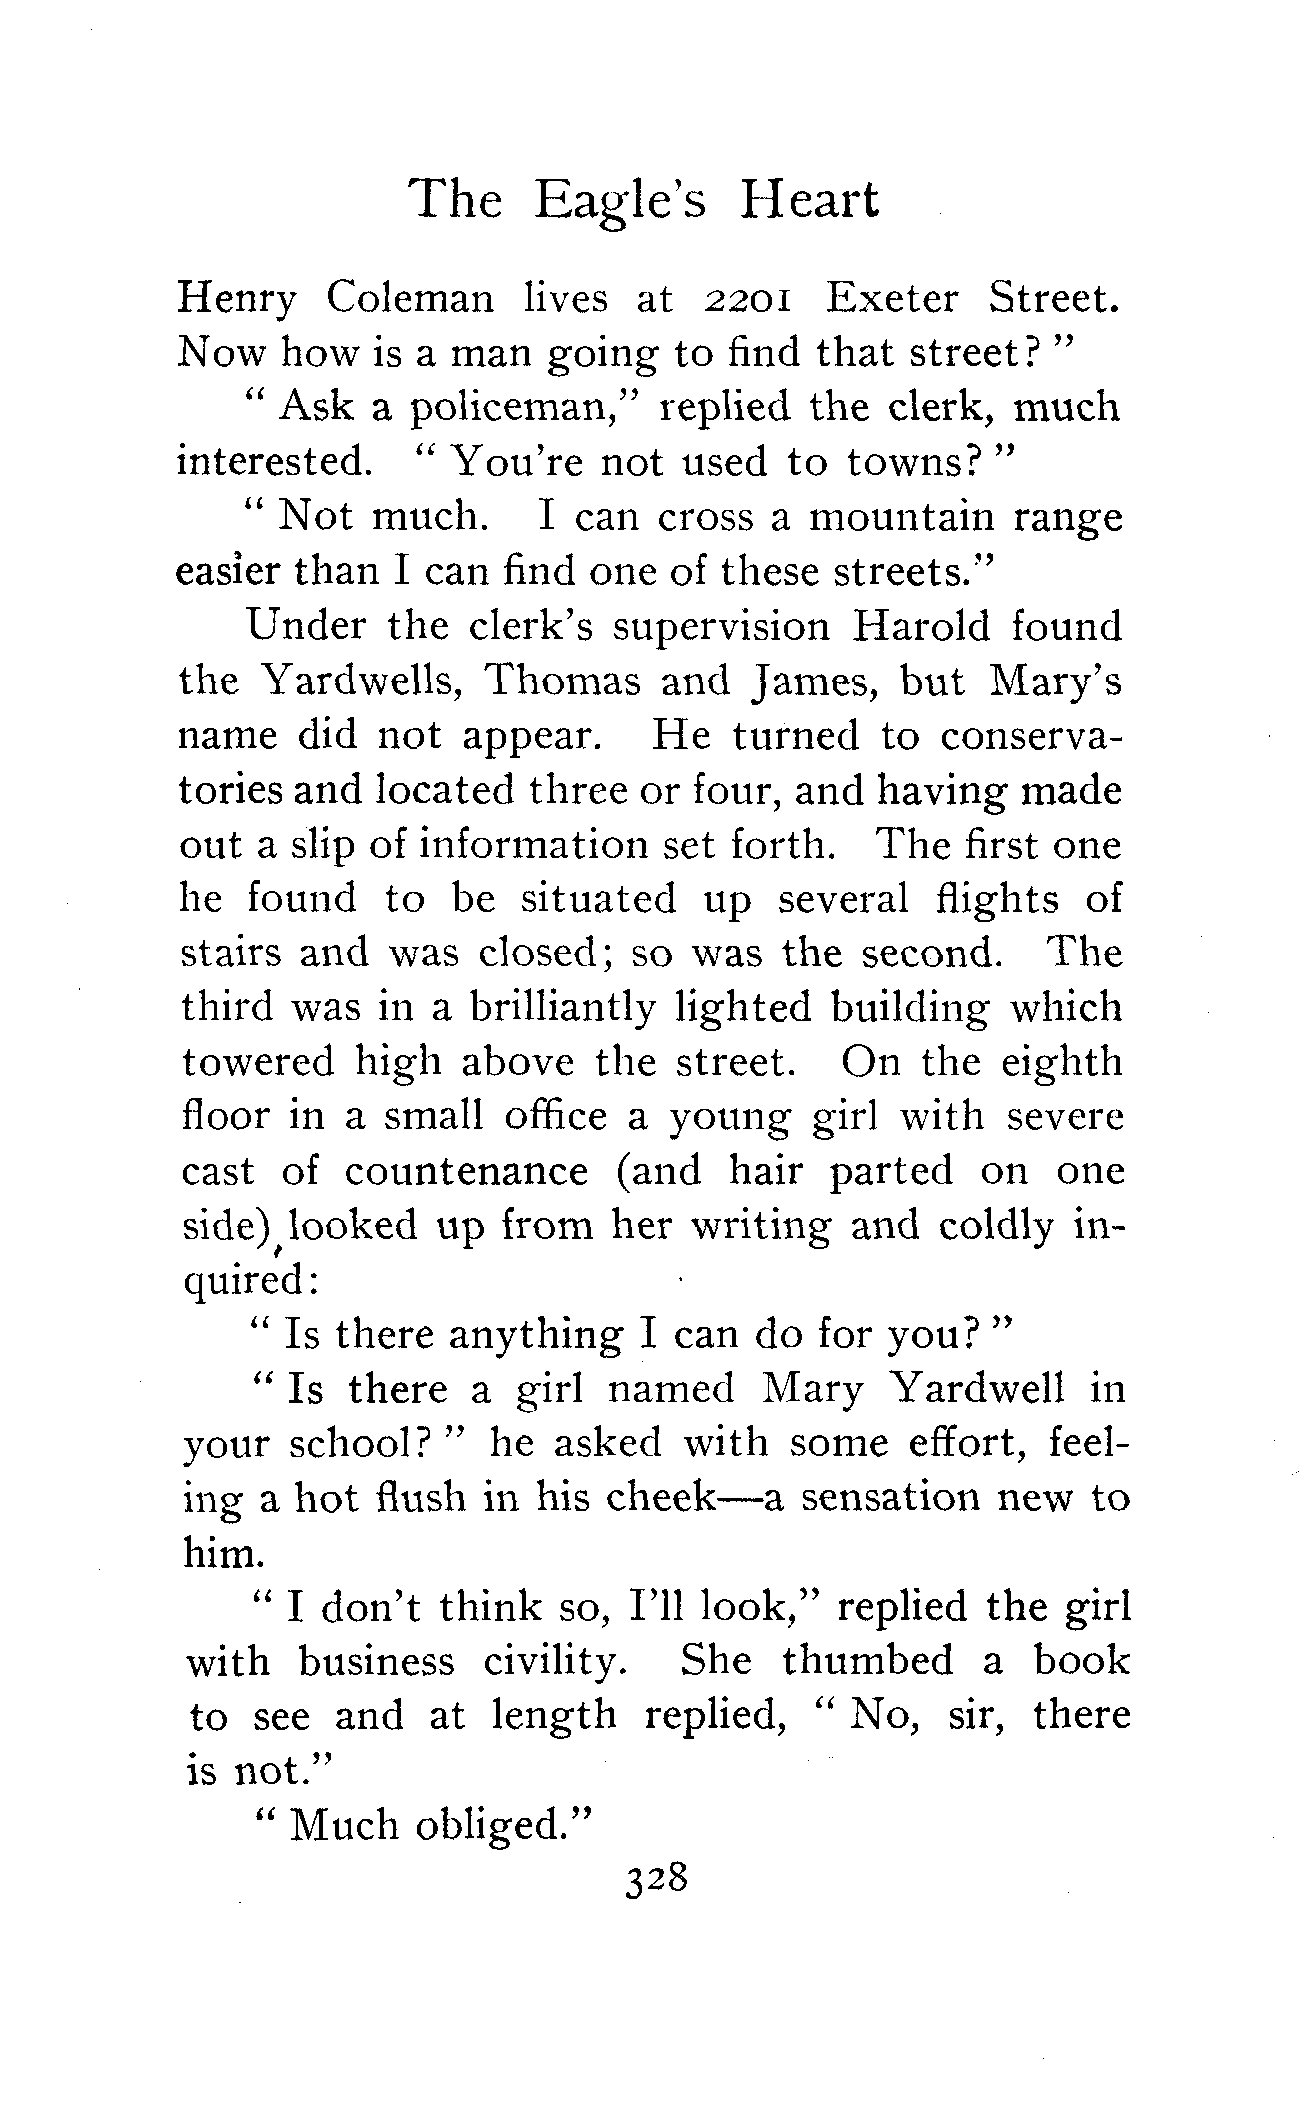 The Eagle's Heart
Henry Coleman lives at 2201 Exeter Street.
Now how is a man going to find that street? "
" Ask a policeman," replied the clerk, much
interested. " You're not used to towns? "
" Not much. I can cross a mountain range
easier than I can find one of these streets."
Under the clerk's supervision Harold found
the Yardwells, Thomas and James, but Mary's
name did not appear. He turned to conserva-
tories and located three or four, and having made
out a slip of information set forth. The first one
he found to be situated up several flights of
stairs and was closed; so was the second. The
third was in a brilliantly lighted building which
towered high above the street. On the eighth
floor in a small office a young girl with severe
cast of countenance (and hair parted on one
side), looked up from her writing and coldly in-
quired:
" Is there anything I can do for you? "
" Is there a girl named Mary Yardwell in
your school? " he asked with some effort, feel-
ing a hot flush in his cheek—a sensation new to
him.
" I don't think so, I'll look," replied the girl
with business civility. She thumbed a book
to see and at length replied, " No, sir, there
is not."
" Much obliged."
328